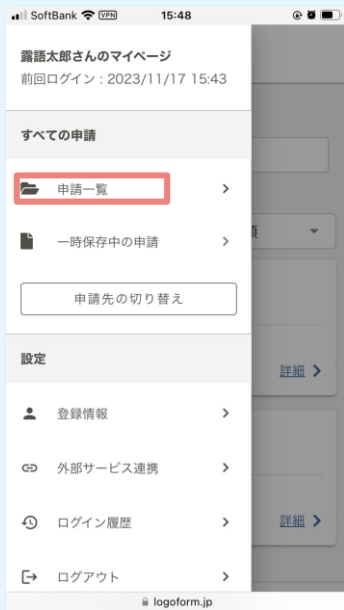 SoftBank VPN 15:48
露語太郎さんのマイページ
前回ログイン：2023/11/17 15:43
すべての申請
申請一覧
一時保存中の申請
申請先の切り替え
設定
詳細
登録情報
外部サービス連携
ログイン履歴
詳細
ログアウト
logoform.jp